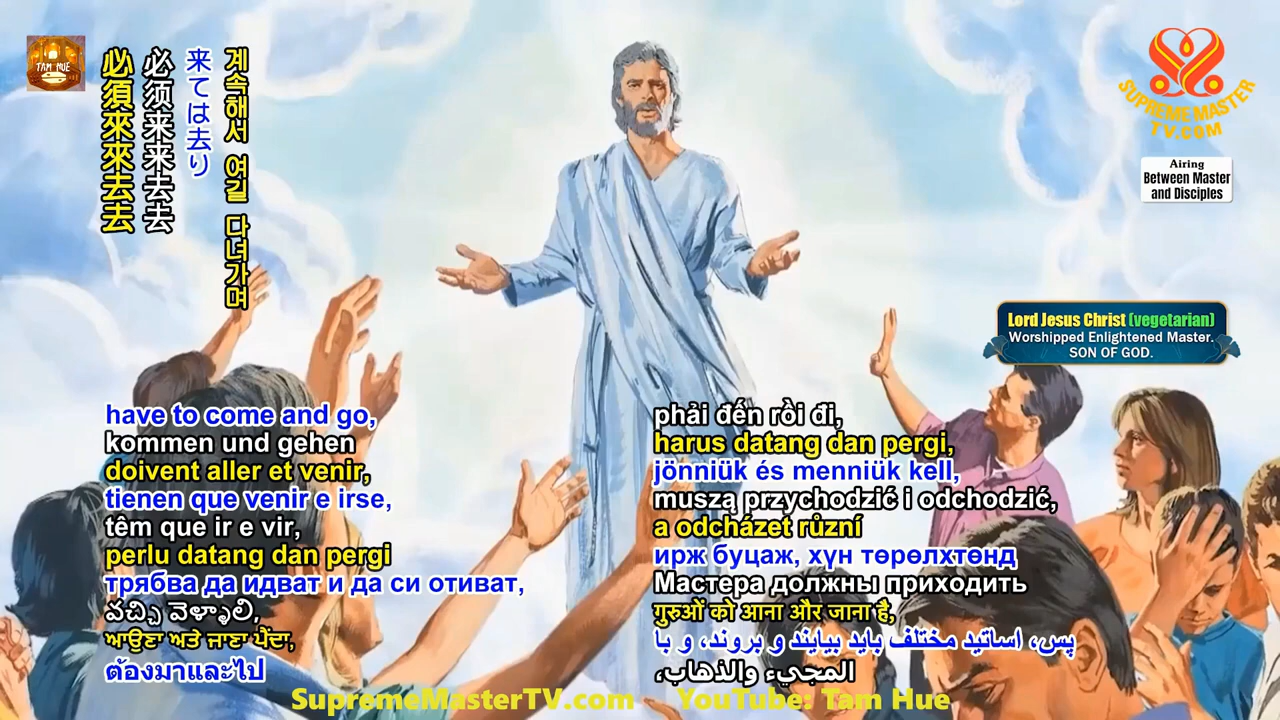 TAM HUE
必須來來去去
必须来来去去
来ては去り
계속해서 여길 다녀가며
SUPREME MASTER
TV.COM
Airing
Between Master
and Disciples
Lord Jesus Christ (vegetarian)
Worshipped Enlightened Master.
SON OF GOD.
have to come and go,
kommen und gehen
doivent aller et venir,
tienen que venir e irse,
têm que ir e vir,
perlu datang dan pergi
трябва да идват и да си отиват,
వచ్చి వెళ్ళాలి,
ਆਉਣਾ ਅਤੇ ਜਾਣਾ ਪੈਂਦਾ,
ต้องมาและไป
phải đến rồi đi,
harus datang dan pergi,
jönniük és menniük kell,
muszą przychodzić i odchodzić,
a odcházet různí
ирж буцаж, хүн төрөлхтөнд
Мастера должны приходить
गुरुओं को आना और जाना है,
پس، اساتید مختلف باید بیایند و بروند، و با
المجيء والذهاب،
SupremeMasterTV.com YouTube: Tam Hue